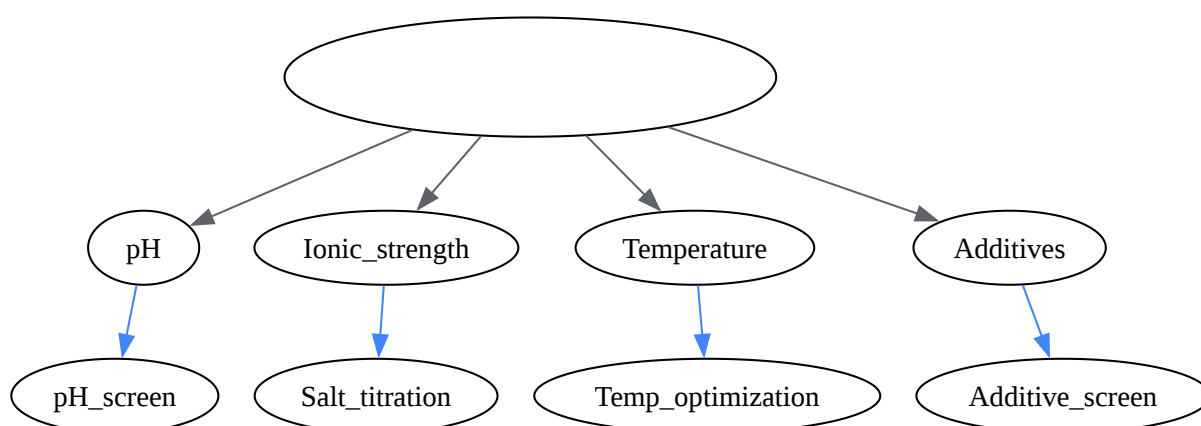 pH
Ionic_strength
Temperature
Additives
pH_screen
Salt_titration
Temp_optimization
Additive_screen